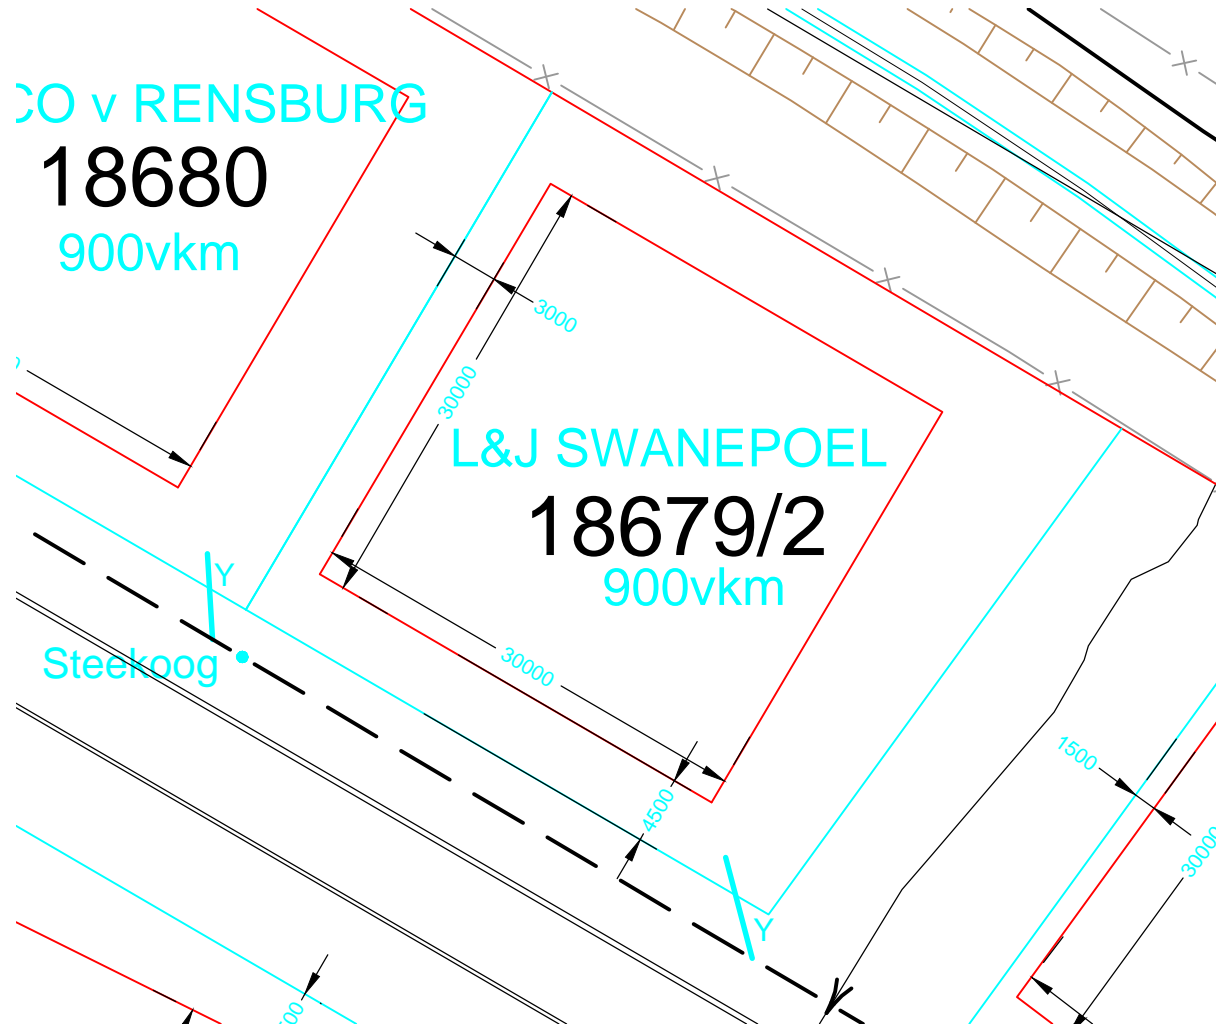 CO v RENSBURG
18680
900vkm
3000
30000
L&J SWANEPOEL
18679/2
900vkm
Y
Steekoog
30000
4500
1500
30000
Y